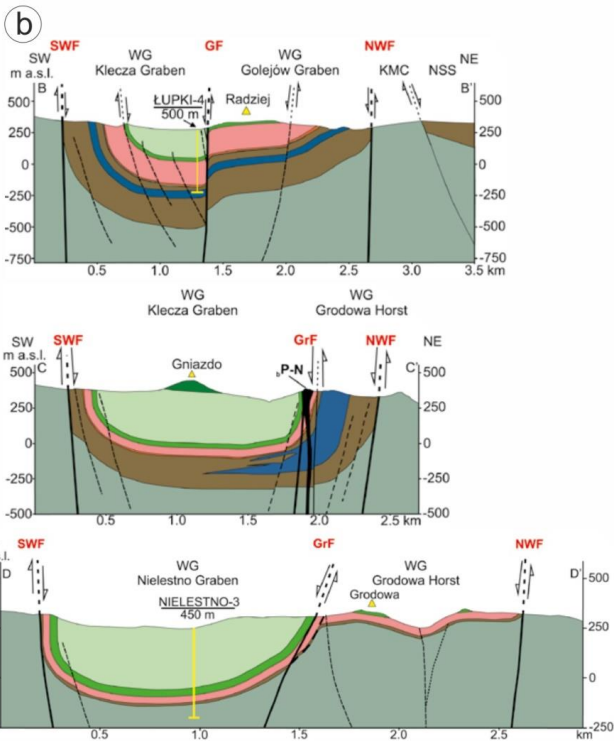 b
SWF GF NWF
SW WG WG NE
m a.s.l. Klecza Graben Golejów Graben KMC NSS
B B'
ŁUPKI-4 Radziej
500 m
500 500
250 250
0 0
-250 -250
-500 -500
-750 -750
0.5 1.0 1.5 2.0 2.5 3.0 3.5 km
WG WG
Klecza Graben Grodowa Horst
SW SWF GrF NWF NE
m a.s.l.
C C'
Gniazdo bP-N
500 500
250 250
0 0
-250 -250
-500 -500
0.5 1.0 1.5 2.0 2.5 km
SWF GrF NWF
s.l.
D WG WG D'
Nielestno Graben Grodowa Horst
NIELESTNO-3 Grodowa
450 m
500
250
0
-250
0.5 1.0 1.5 2.0 2.5 km